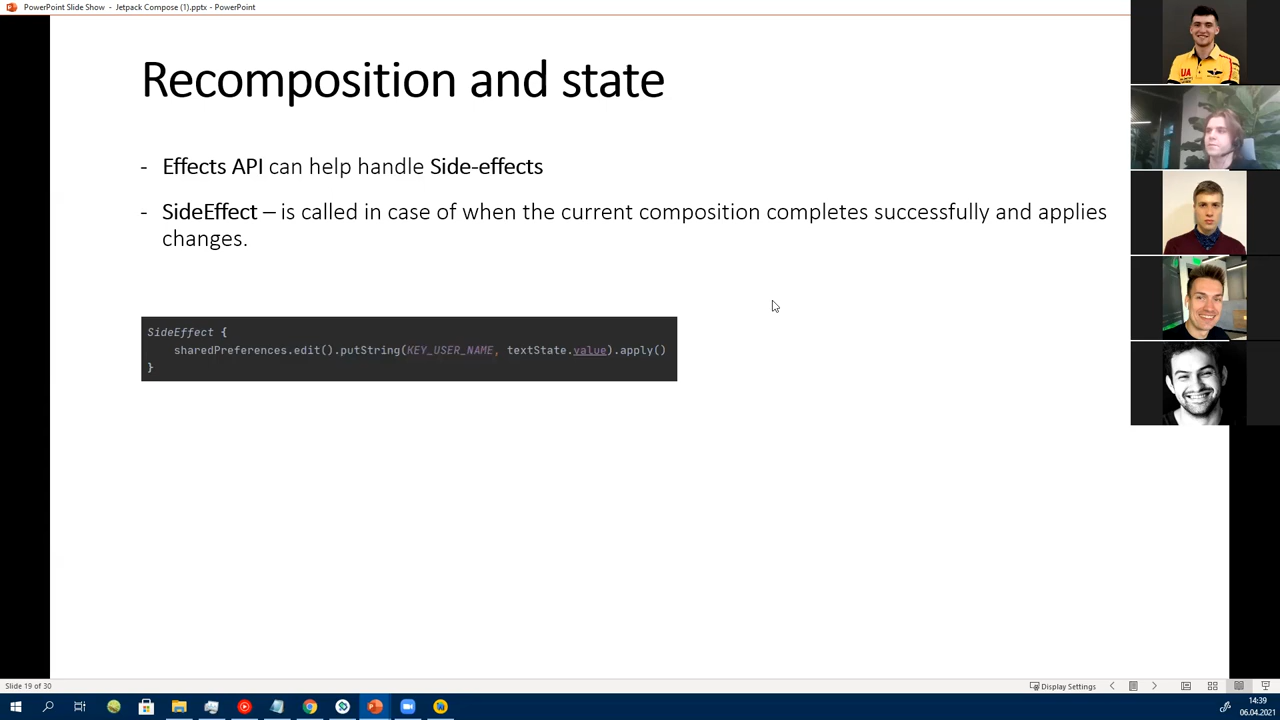 PowerPoint Slide Show - Jetpack Compose (1).pptx - PowerPoint
Recomposition and state
- Effects API can help handle Side-effects
- SideEffect – is called in case of when the current composition completes successfully and applies
changes.
SideEffect {
sharedPreferences.edit().putString(KEY_USER_NAME, textState.value).apply()
}
UA
Slide 19 of 30
Display Settings
14:39
06.04.2021